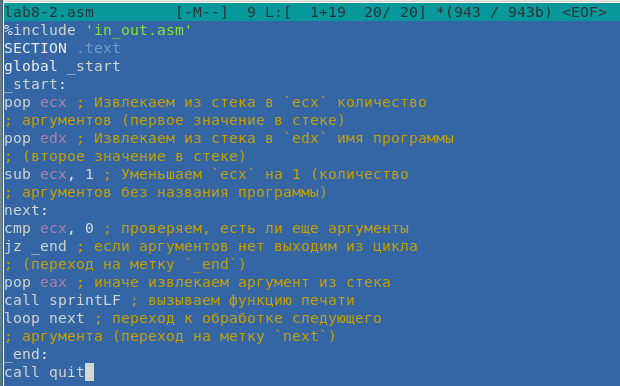 lab8-2.asm [-M--] 9 L:[ 1+19 20/ 20] *(943 / 943b) <EOF>
%include 'in_out.asm'
SECTION .text
global _start
_start:
pop ecx ; Извлекаем из стека в `ecx` количество
; аргументов (первое значение в стеке)
pop edx ; Извлекаем из стека в `edx` имя программы
; (второе значение в стеке)
sub ecx, 1 ; Уменьшаем `ecx` на 1 (количество
; аргументов без названия программы)
next:
cmp ecx, 0 ; проверяем, есть ли еще аргументы
jz _end ; если аргументов нет выходим из цикла
; (переход на метку `_end`)
pop eax ; иначе извлекаем аргумент из стека
call sprintLF ; вызываем функцию печати
loop next ; переход к обработке следующего
; аргумента (переход на метку `next`)
_end:
call quit